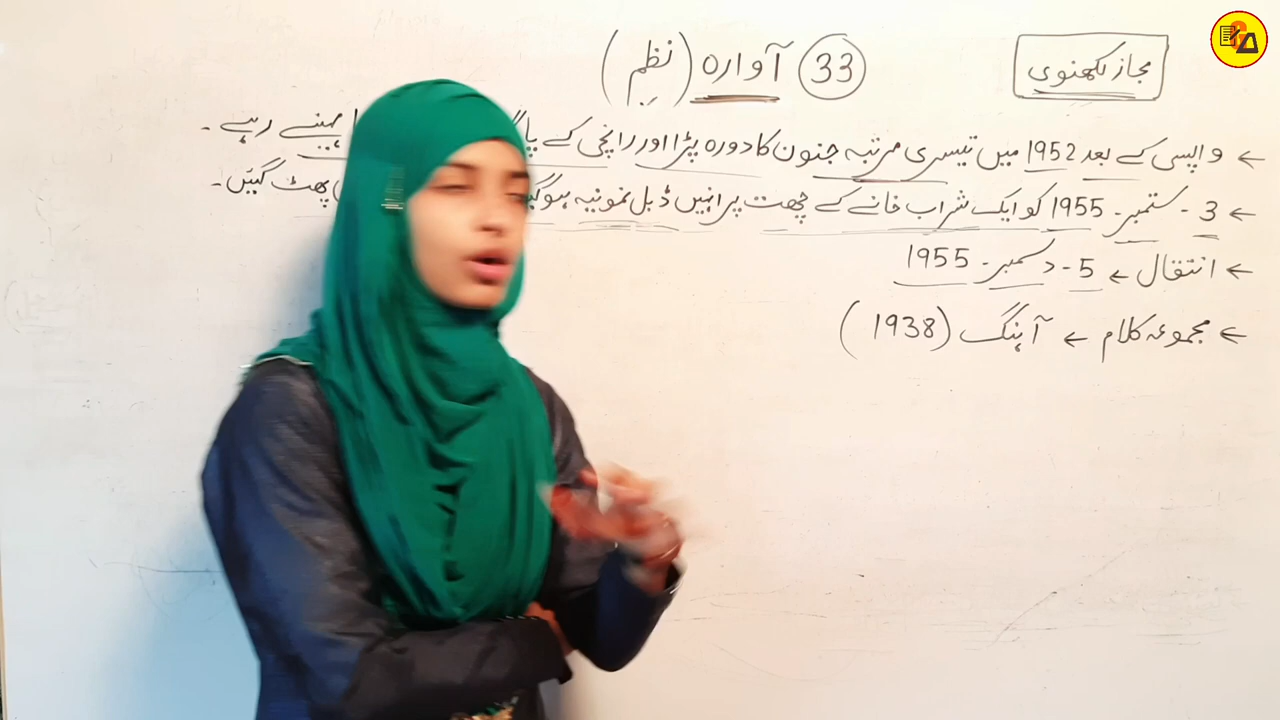 مجاز لکھنوی
33 آوارہ (نظم)
← واپسی کے بعد 1952 میں تیسری مرتبہ جنون کا دورہ پڑا اور رانچی کے مہینے رہے ۔
← 3 - ستمبر - 1955 کو ایک شراب خانے کے چھت پر انہیں ڈبل نمونیہ پھٹ گئیں ۔
← انتقال ← 5 - دسمبر - 1955
← مجموعہ کلام ← آہنگ (1938)